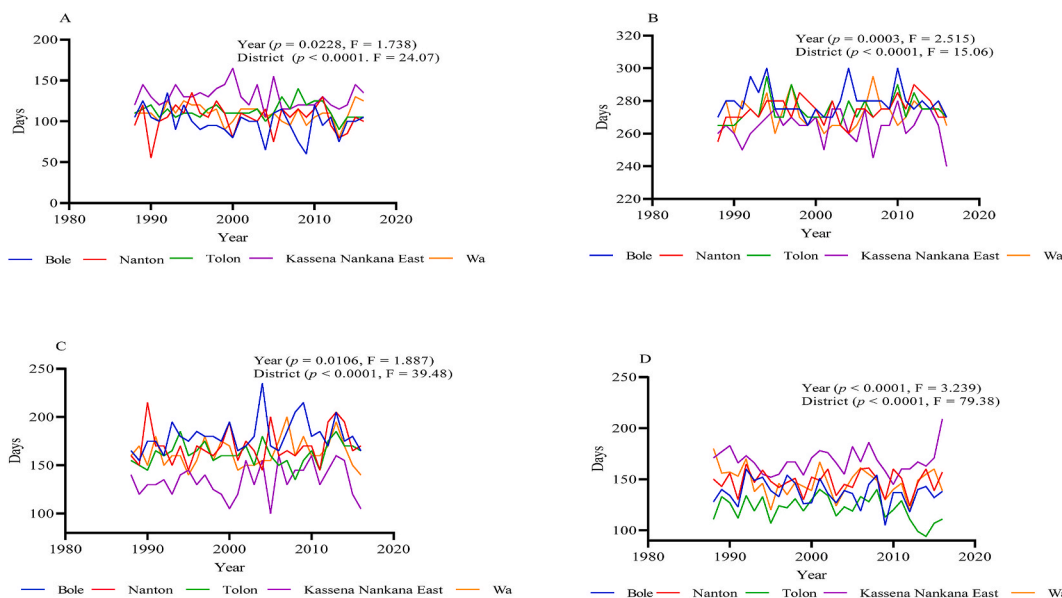 A
Year (p = 0.0228, F = 1.738)
District (p < 0.0001. F = 24.07)
200
150
100
50
0
Days
1980 1990 2000 2010 2020
Year
Bole Nanton Tolon Kassena Nankana East Wa
B
Year (p = 0.0003, F = 2.515)
District (p < 0.0001, F = 15.06)
320
300
280
260
240
220
Days
1980 1990 2000 2010 2020
Year
Bole Nanton Tolon Kassena Nankana East Wa
C
Year (p = 0.0106, F = 1.887)
District (p < 0.0001, F = 39.48)
250
200
150
100
Days
1980 1990 2000 2010 2020
Year
Bole Nanton Tolon Kassena Nankana East Wa
D
Year (p < 0.0001, F = 3.239)
District (p < 0.0001, F = 79.38)
250
200
150
100
Days
1980 1990 2000 2010 2020
Year
Bole Nanton Tolon Kassena Nankana East Wa